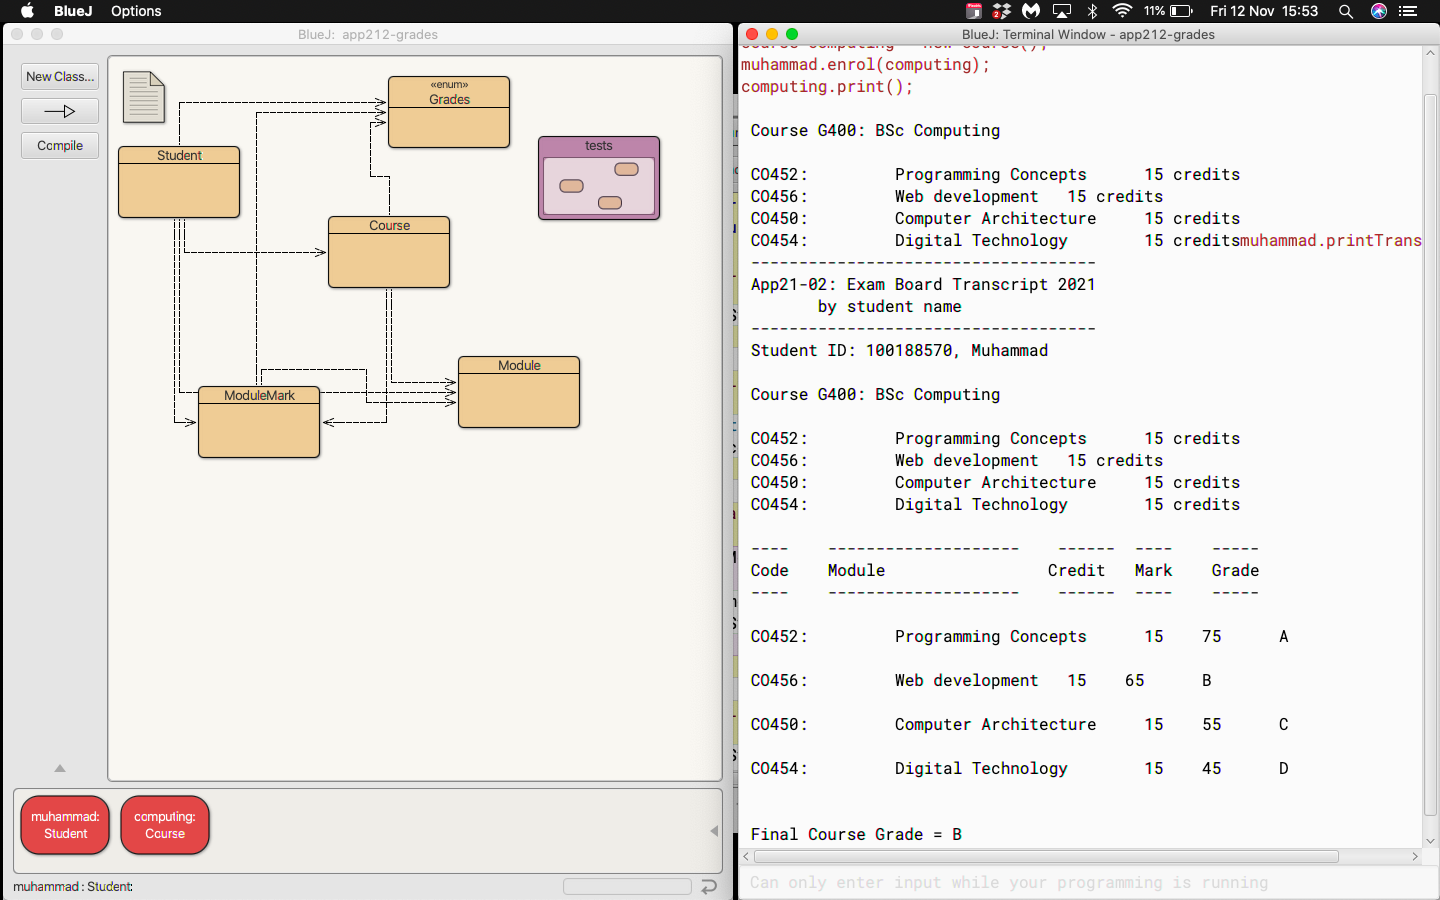 BlueJ Options 11% Fri 12 Nov 15:53
BlueJ: app212-grades
New Class...
Compile
«enum»
Grades
tests
Student
Course
Module
ModuleMark
muhammad:
Student
computing:
Course
muhammad : Student
BlueJ: Terminal Window - app212-grades
course computing = new Course();
muhammad.enrol(computing);
computing.print();
Course G400: BSc Computing
CO452: Programming Concepts 15 credits
CO456: Web development 15 credits
CO450: Computer Architecture 15 credits
CO454: Digital Technology 15 creditsmuhammad.printTrans
------------------------------------
App21-02: Exam Board Transcript 2021
by student name
------------------------------------
Student ID: 100188570, Muhammad
Course G400: BSc Computing
CO452: Programming Concepts 15 credits
CO456: Web development 15 credits
CO450: Computer Architecture 15 credits
CO454: Digital Technology 15 credits
---- -------------------- ------ ---- -----
Code Module Credit Mark Grade
---- -------------------- ------ ---- -----
CO452: Programming Concepts 15 75 A
CO456: Web development 15 65 B
CO450: Computer Architecture 15 55 C
CO454: Digital Technology 15 45 D
Final Course Grade = B
Can only enter input while your programming is running